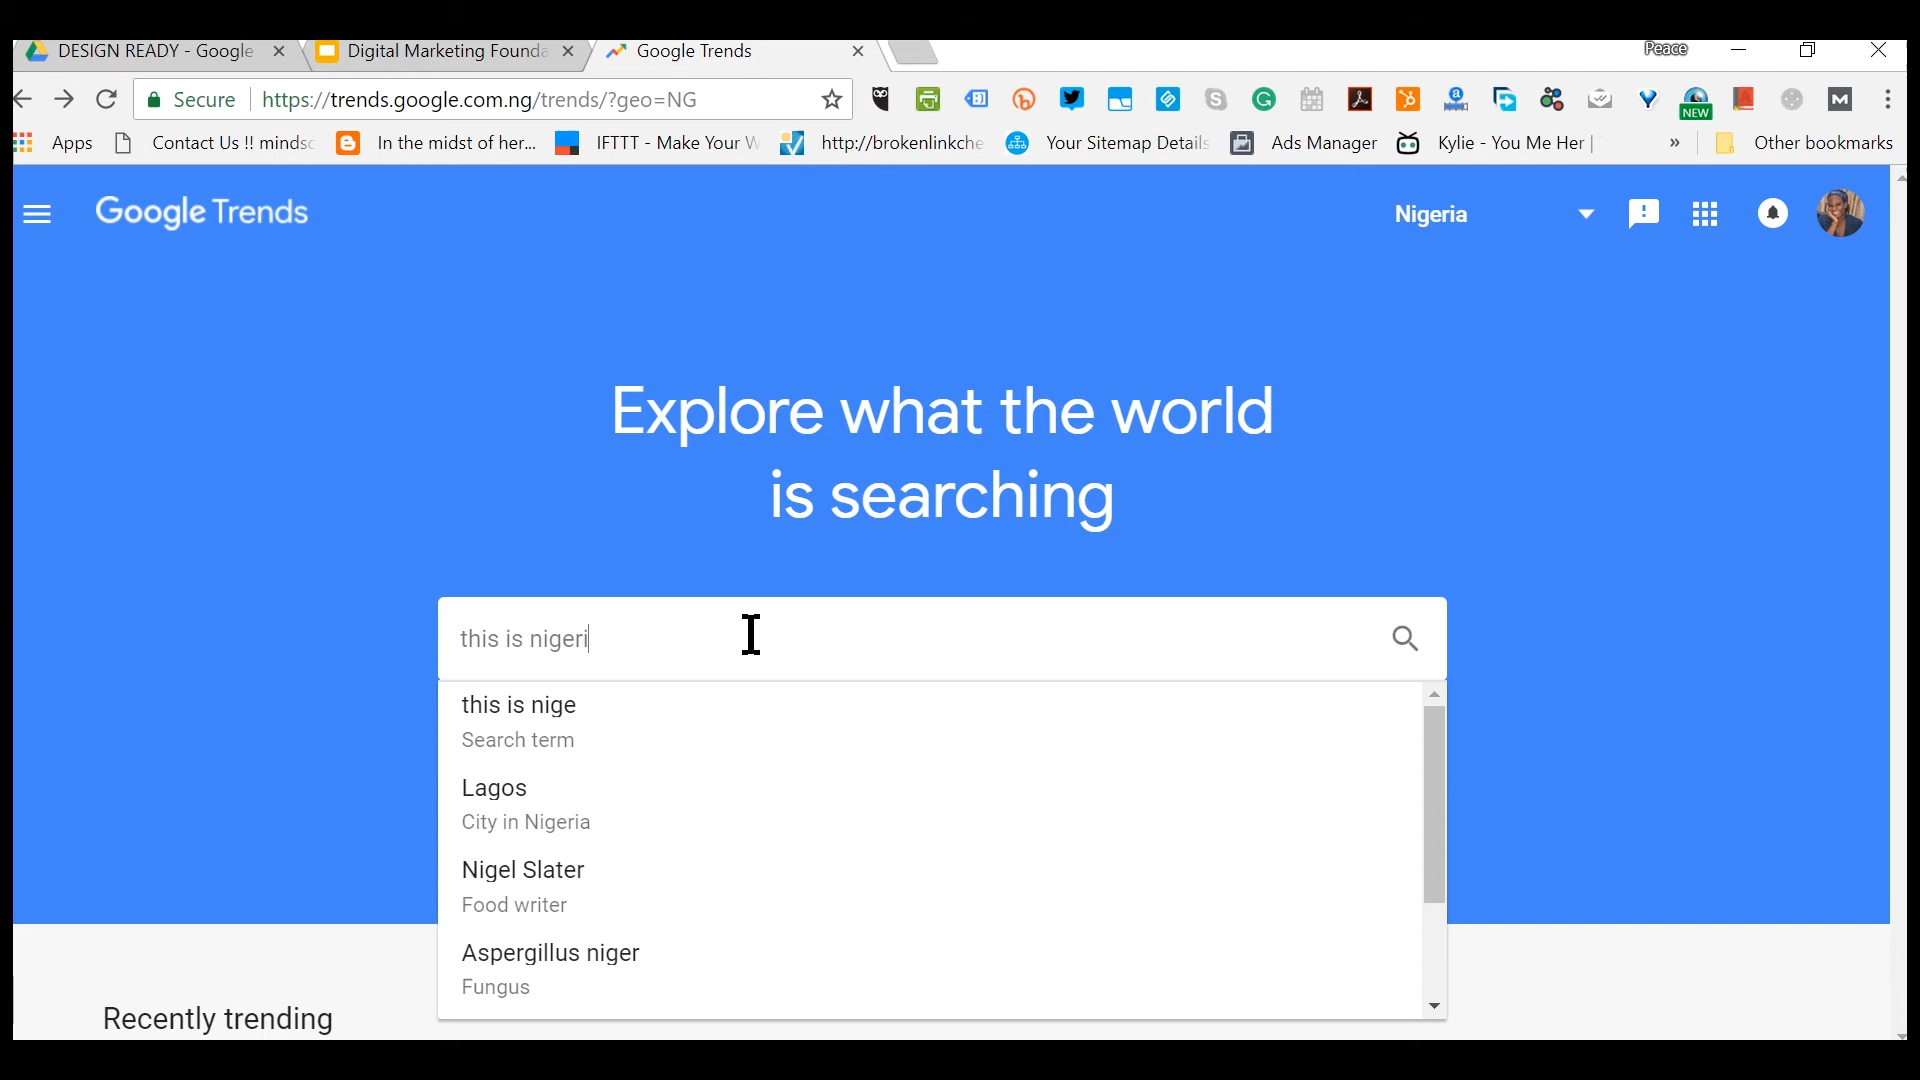 DESIGN READY - Google
Digital Marketing Founda
Google Trends
Peace
Secure
https://trends.google.com.ng/trends/?geo=NG
NEW
Apps
Contact Us !! mindsc
In the midst of her...
IFTTT - Make Your W
http://brokenlinkche
Your Sitemap Details
Ads Manager
Kylie - You Me Her |
»
Other bookmarks
Google Trends
Nigeria
Explore what the world
is searching
this is nigeri
this is nige
Search term
Lagos
City in Nigeria
Nigel Slater
Food writer
Aspergillus niger
Fungus
Recently trending